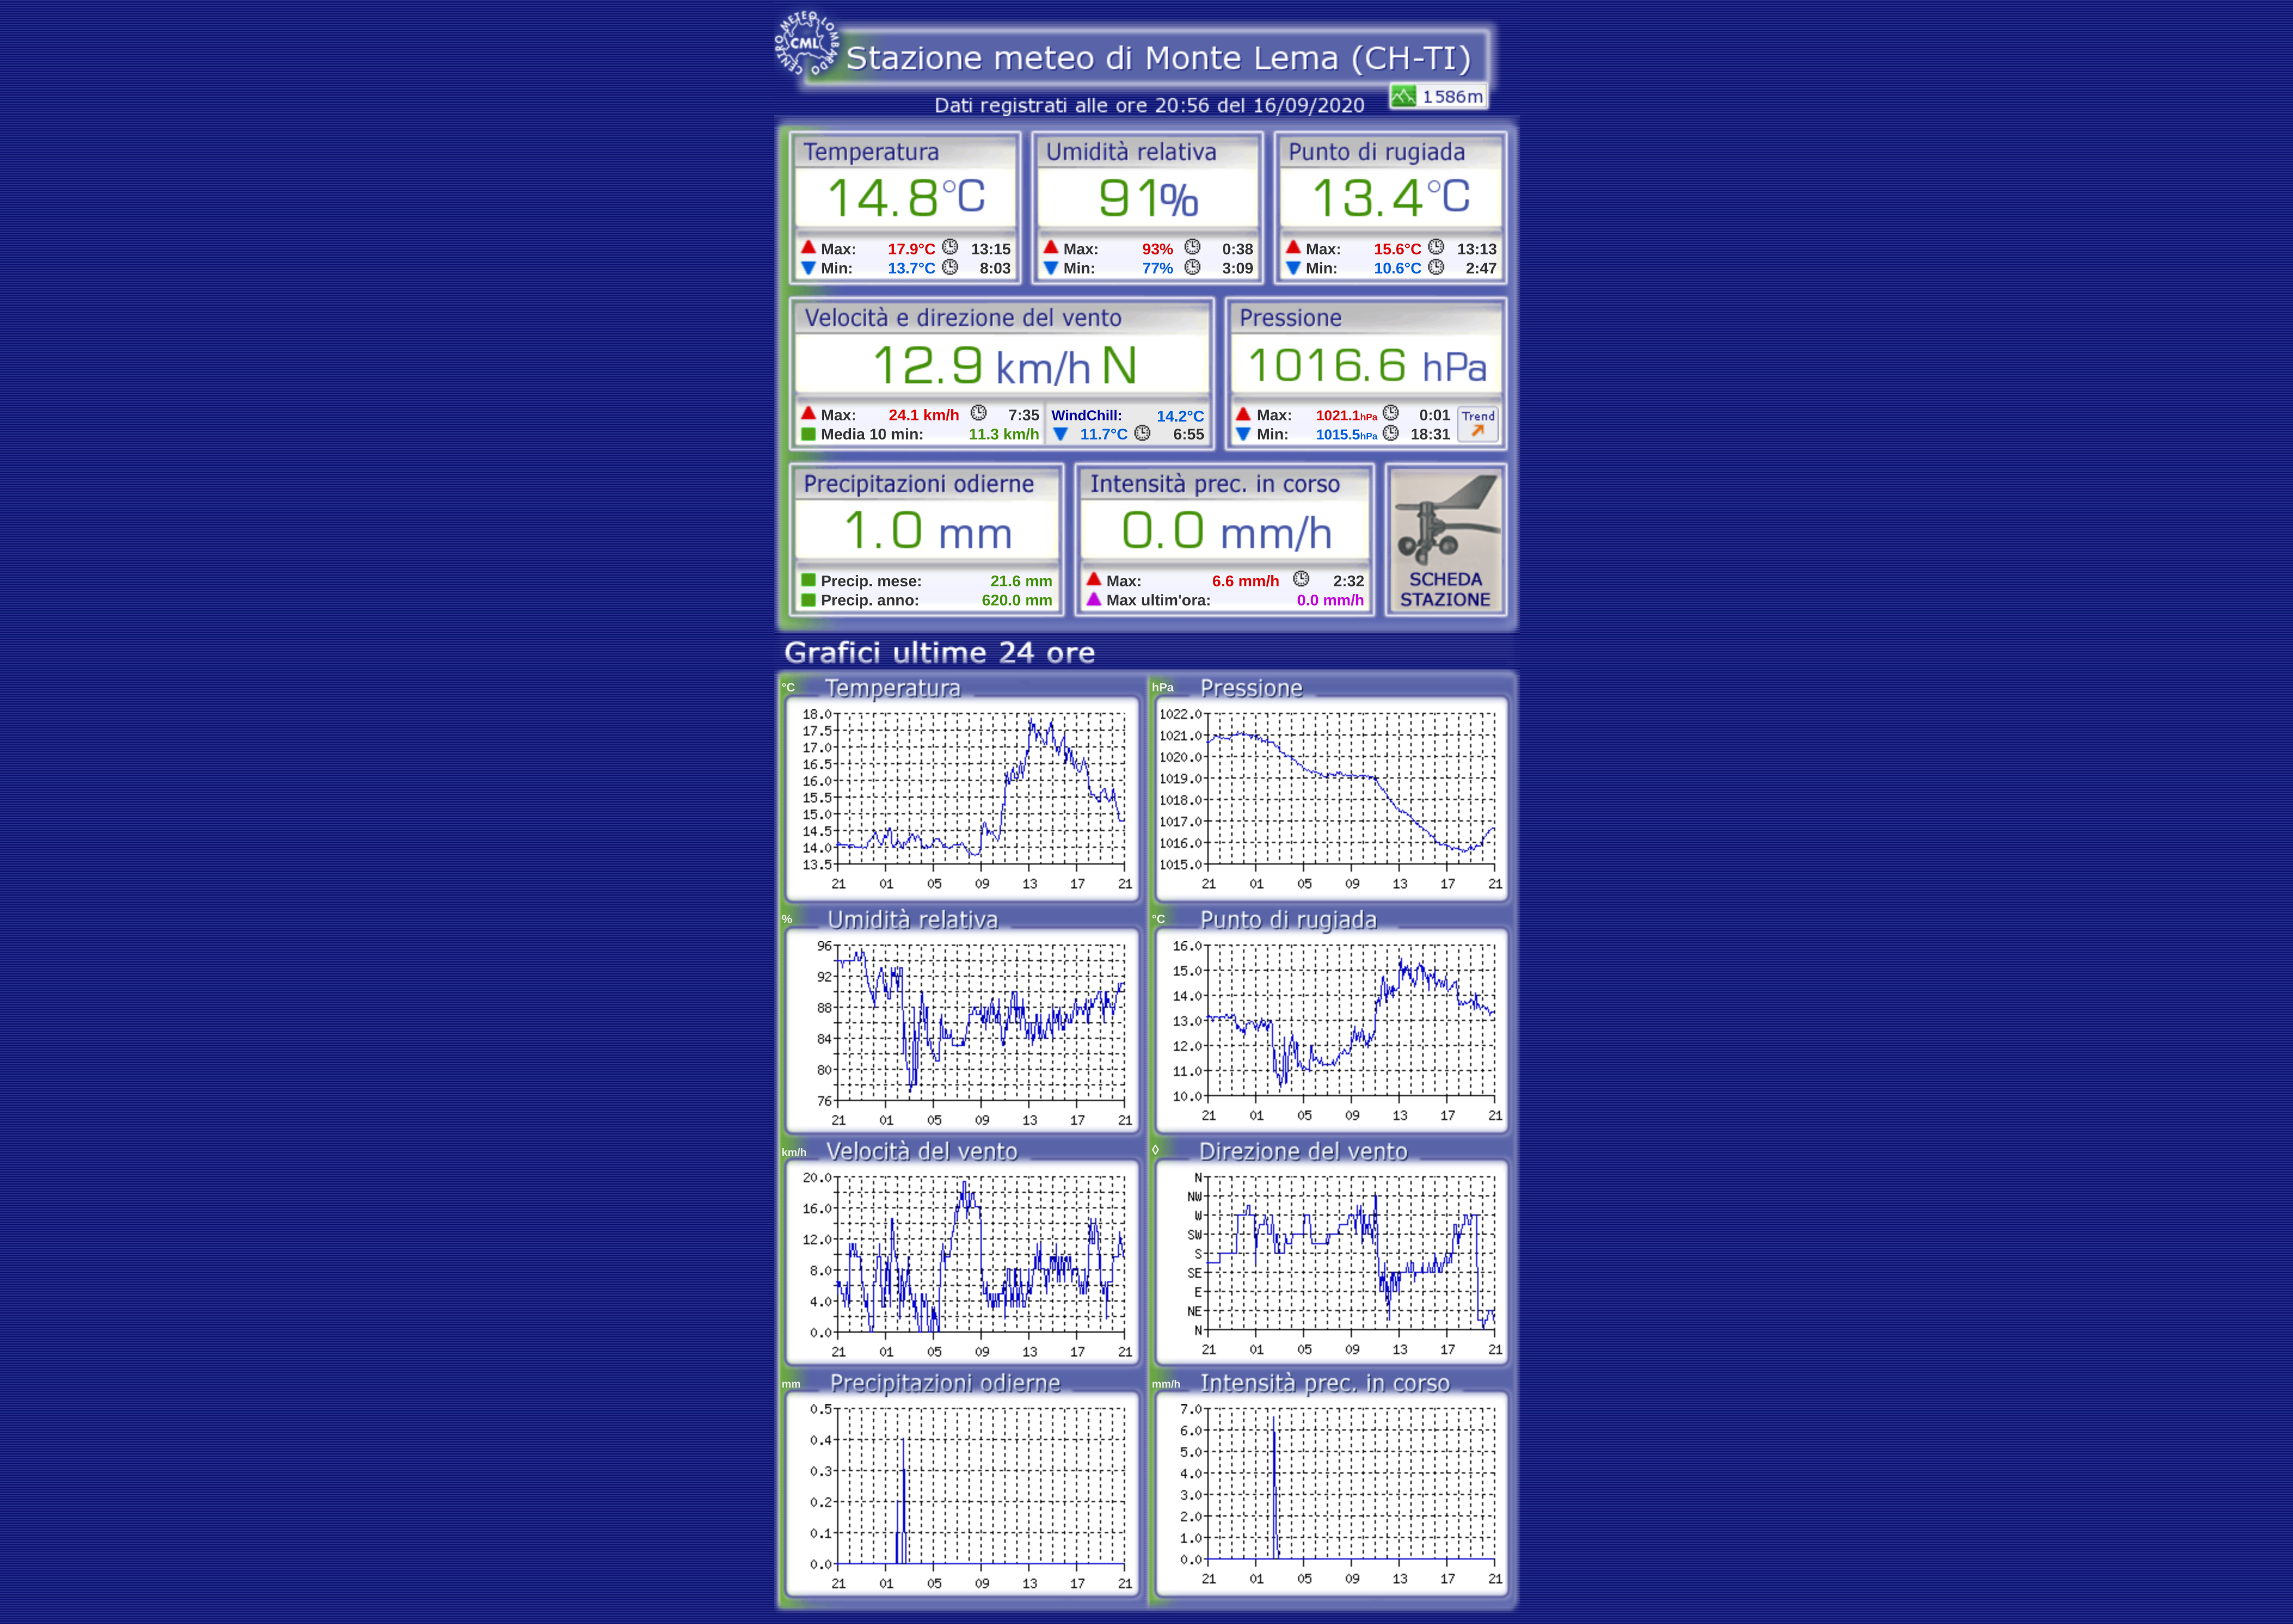 CENTRO METEO LOMBARDO
CML
Stazione meteo di Monte Lema (CH-TI)
1586m
Dati registrati alle ore 20:56 del 16/09/2020
Temperatura
14.8°C
Max: 17.9°C 13:15
Min: 13.7°C 8:03
Umidità relativa
91%
Max: 93% 0:38
Min: 77% 3:09
Punto di rugiada
13.4°C
Max: 15.6°C 13:13
Min: 10.6°C 2:47
Velocità e direzione del vento
12.9 km/h N
Max: 24.1 km/h 7:35
Media 10 min: 11.3 km/h
WindChill: 14.2°C
11.7°C 6:55
Pressione
1016.6 hPa
Max: 1021.1hPa 0:01
Min: 1015.5hPa 18:31
Trend
Precipitazioni odierne
1.0 mm
Precip. mese: 21.6 mm
Precip. anno: 620.0 mm
Intensità prec. in corso
0.0 mm/h
Max: 6.6 mm/h 2:32
Max ultim'ora: 0.0 mm/h
SCHEDA
STAZIONE
Grafici ultime 24 ore
°C Temperatura
18.0
17.5
17.0
16.5
16.0
15.5
15.0
14.5
14.0
13.5
21 01 05 09 13 17 21
hPa Pressione
1022.0
1021.0
1020.0
1019.0
1018.0
1017.0
1016.0
1015.0
21 01 05 09 13 17 21
% Umidità relativa
96
92
88
84
80
76
21 01 05 09 13 17 21
°C Punto di rugiada
16.0
15.0
14.0
13.0
12.0
11.0
10.0
21 01 05 09 13 17 21
km/h Velocità del vento
20.0
16.0
12.0
8.0
4.0
0.0
21 01 05 09 13 17 21
◊ Direzione del vento
N
NW
W
SW
S
SE
E
NE
N
21 01 05 09 13 17 21
mm Precipitazioni odierne
0.5
0.4
0.3
0.2
0.1
0.0
21 01 05 09 13 17 21
mm/h Intensità prec. in corso
7.0
6.0
5.0
4.0
3.0
2.0
1.0
0.0
21 01 05 09 13 17 21